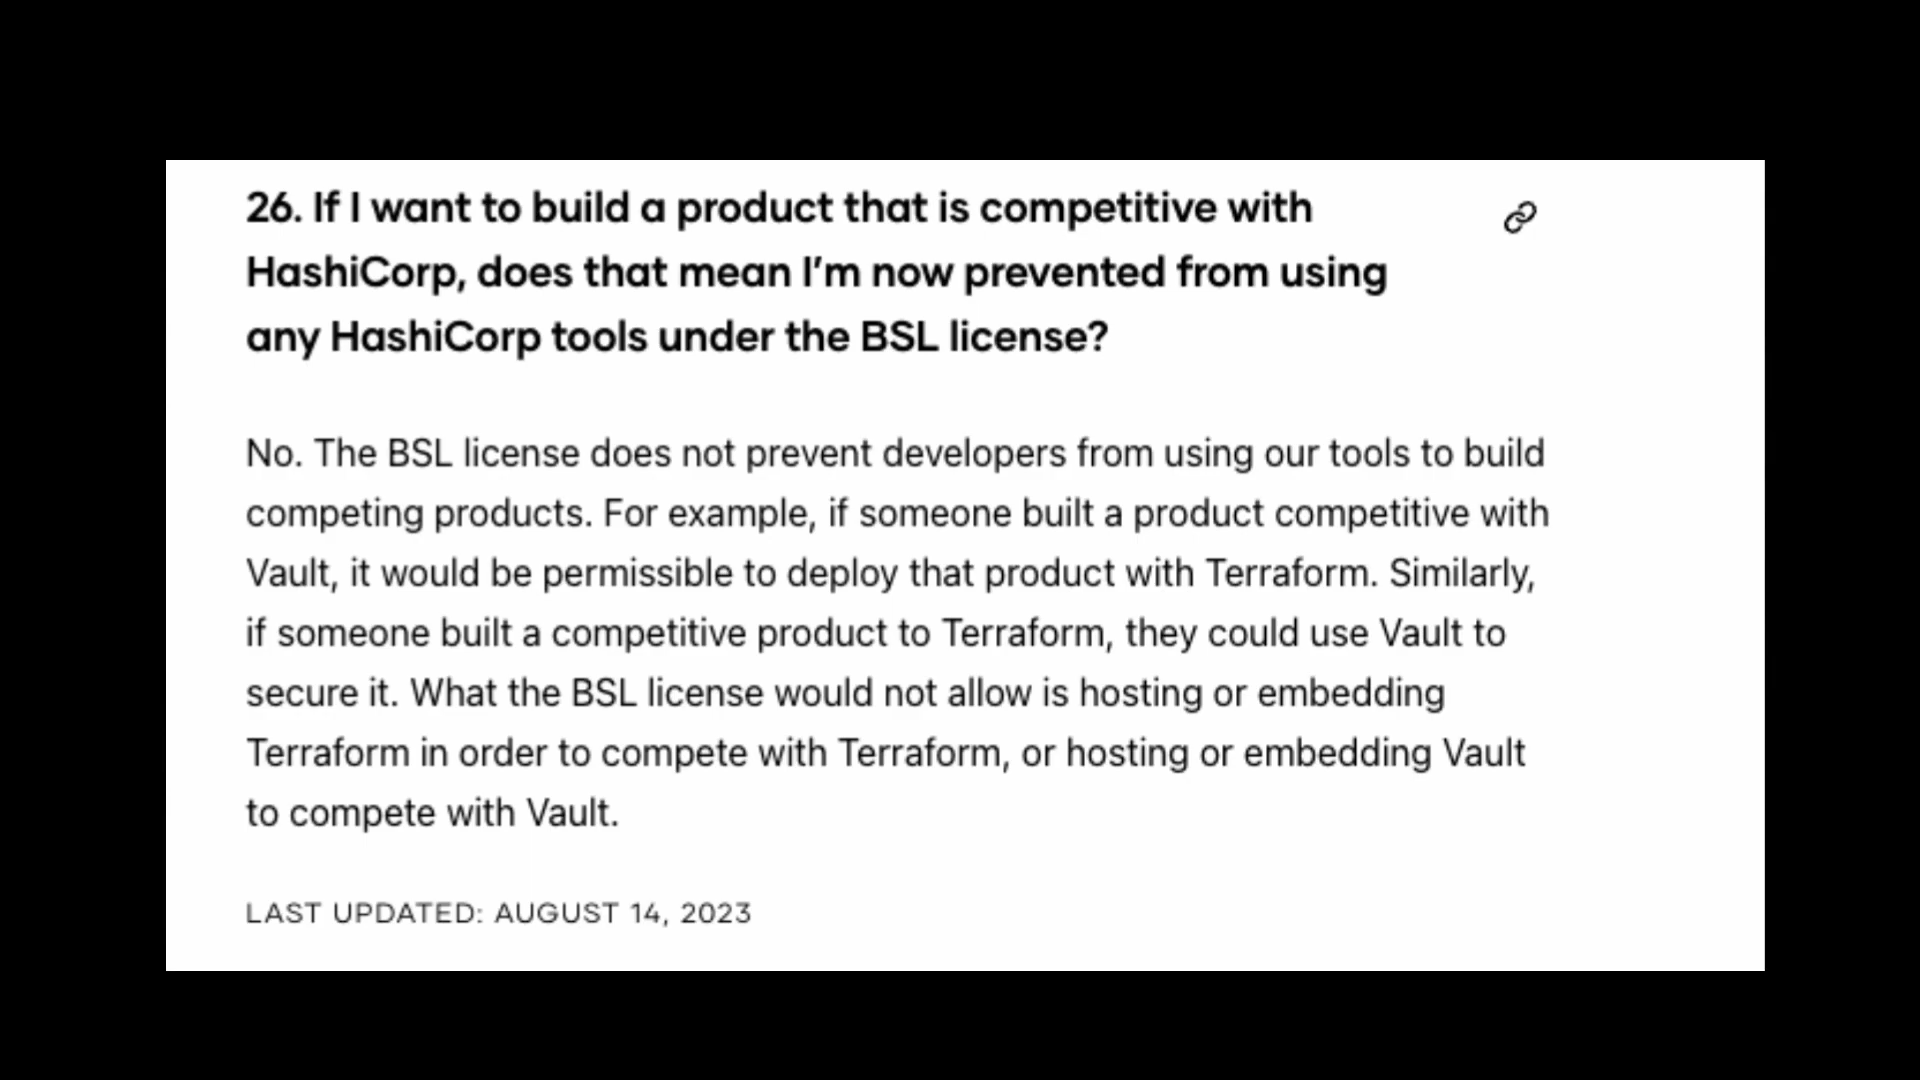 26. If I want to build a product that is competitive with
HashiCorp, does that mean I’m now prevented from using
any HashiCorp tools under the BSL license?
No. The BSL license does not prevent developers from using our tools to build
competing products. For example, if someone built a product competitive with
Vault, it would be permissible to deploy that product with Terraform. Similarly,
if someone built a competitive product to Terraform, they could use Vault to
secure it. What the BSL license would not allow is hosting or embedding
Terraform in order to compete with Terraform, or hosting or embedding Vault
to compete with Vault.
LAST UPDATED: AUGUST 14, 2023